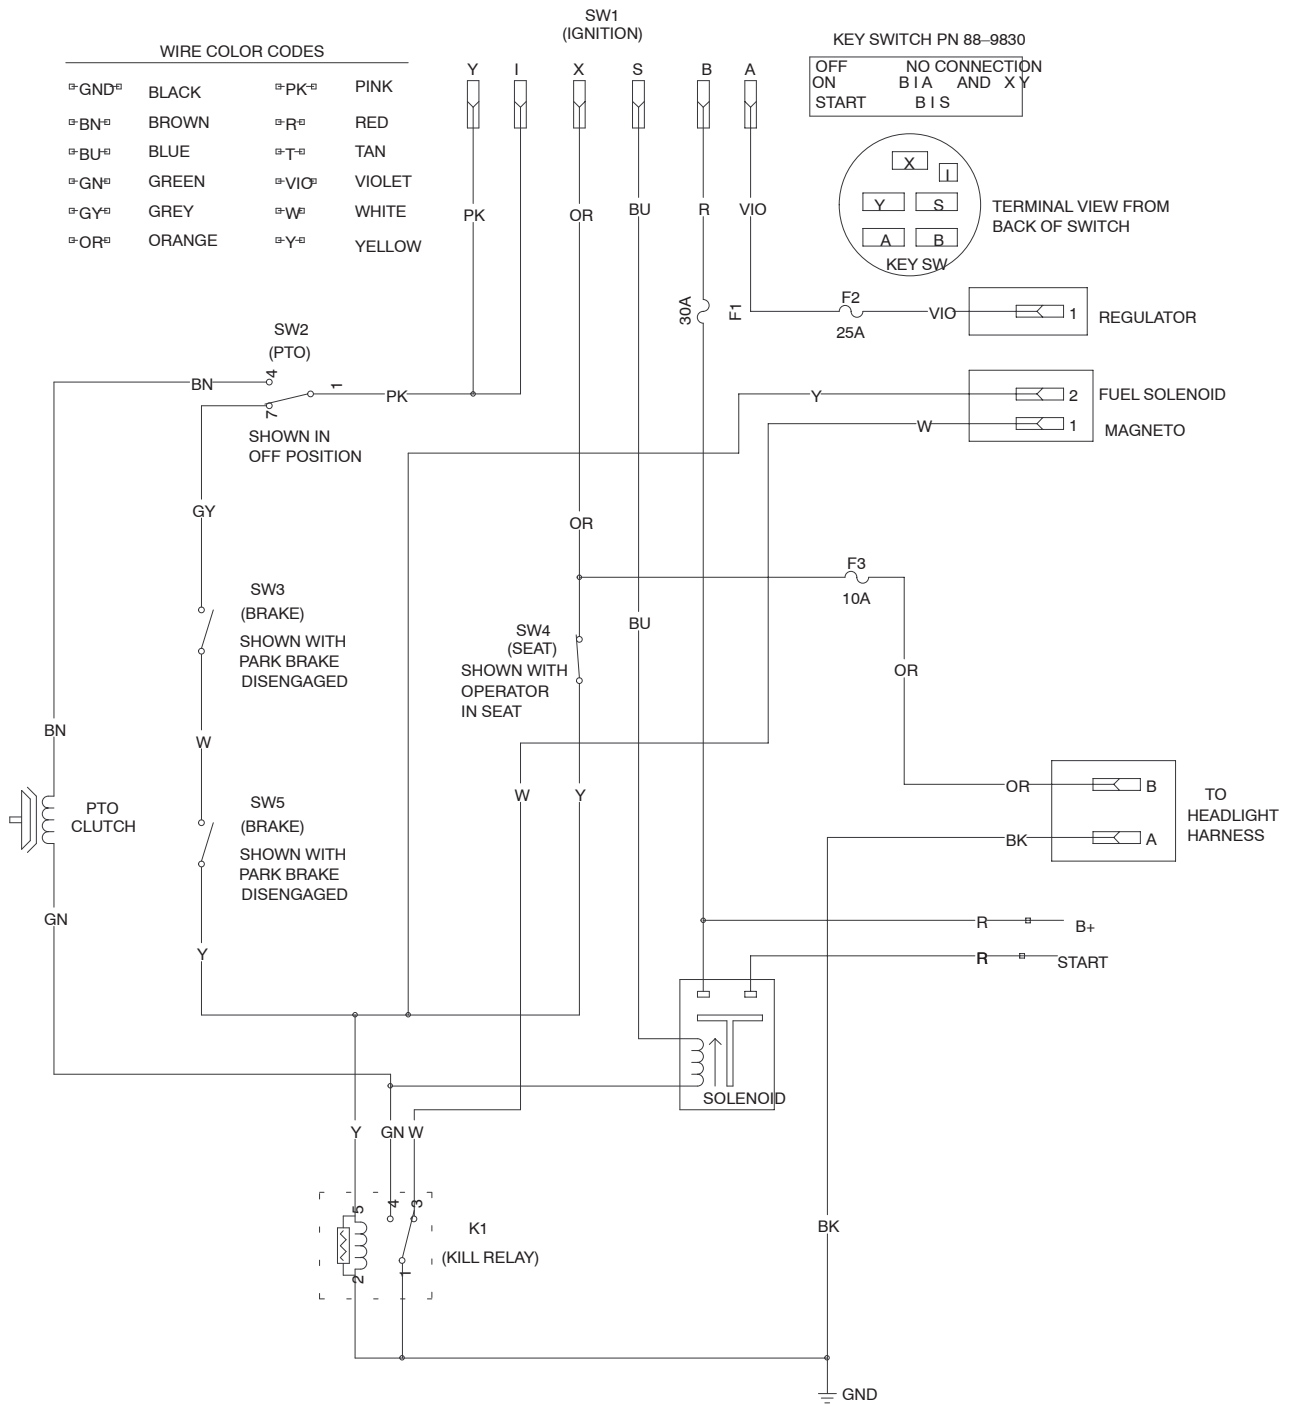 SW1
(IGNITION)
WIRE COLOR CODES
GND BLACK
PK PINK
BN BROWN
R RED
BU BLUE
T TAN
GN GREEN
VIO VIOLET
GY GREY
W WHITE
OR ORANGE
Y YELLOW
Y I X S B A
KEY SWITCH PN 88–9830
OFF NO CONNECTION
ON B I A AND X Y
START B I S
X
I
Y S
A B
KEY SW
TERMINAL VIEW FROM
BACK OF SWITCH
PK
OR
BU
R
VIO
30A
F1
F2
25A
VIO
1
REGULATOR
SW2
(PTO)
BN
4
1
7
PK
SHOWN IN
OFF POSITION
Y
2
FUEL SOLENOID
W
1
MAGNETO
GY
OR
SW3
(BRAKE)
SHOWN WITH
PARK BRAKE
DISENGAGED
F3
10A
BU
SW4
(SEAT)
SHOWN WITH
OPERATOR
IN SEAT
OR
BN
W
W
Y
PTO
CLUTCH
SW5
(BRAKE)
SHOWN WITH
PARK BRAKE
DISENGAGED
OR
B
TO
HEADLIGHT
HARNESS
BK
A
GN
Y
R
B+
R
START
SOLENOID
Y
GN
W
5
4
3
K1
(KILL RELAY)
2
1
BK
GND